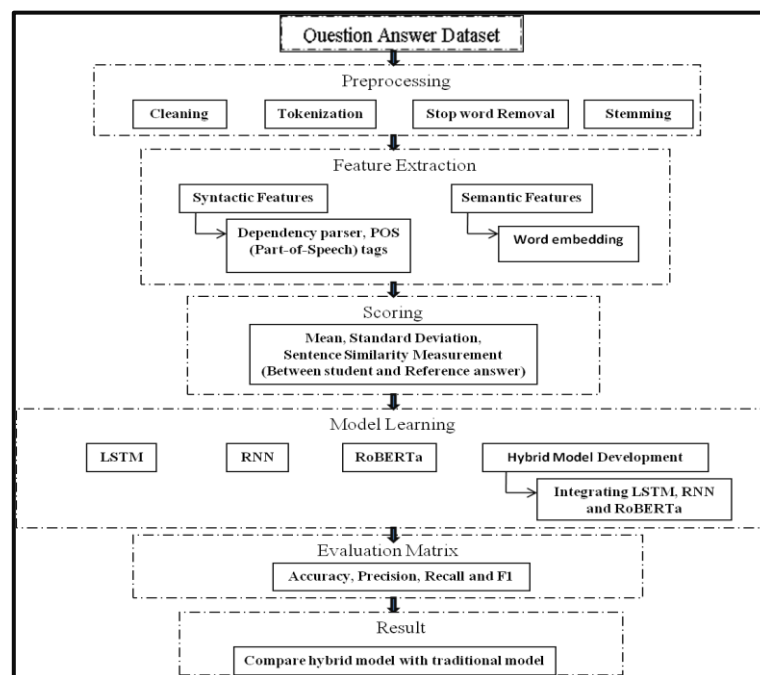 Question Answer Dataset
Preprocessing
Cleaning
Tokenization
Stop word Removal
Stemming
Feature Extraction
Syntactic Features
Semantic Features
Dependency parser, POS
(Part-of-Speech) tags
Word embedding
Scoring
Mean, Standard Deviation,
Sentence Similarity Measurement
(Between student and Reference answer)
Model Learning
LSTM
RNN
RoBERTa
Hybrid Model Development
Integrating LSTM, RNN
and RoBERTa
Evaluation Matrix
Accuracy, Precision, Recall and F1
Result
Compare hybrid model with traditional model